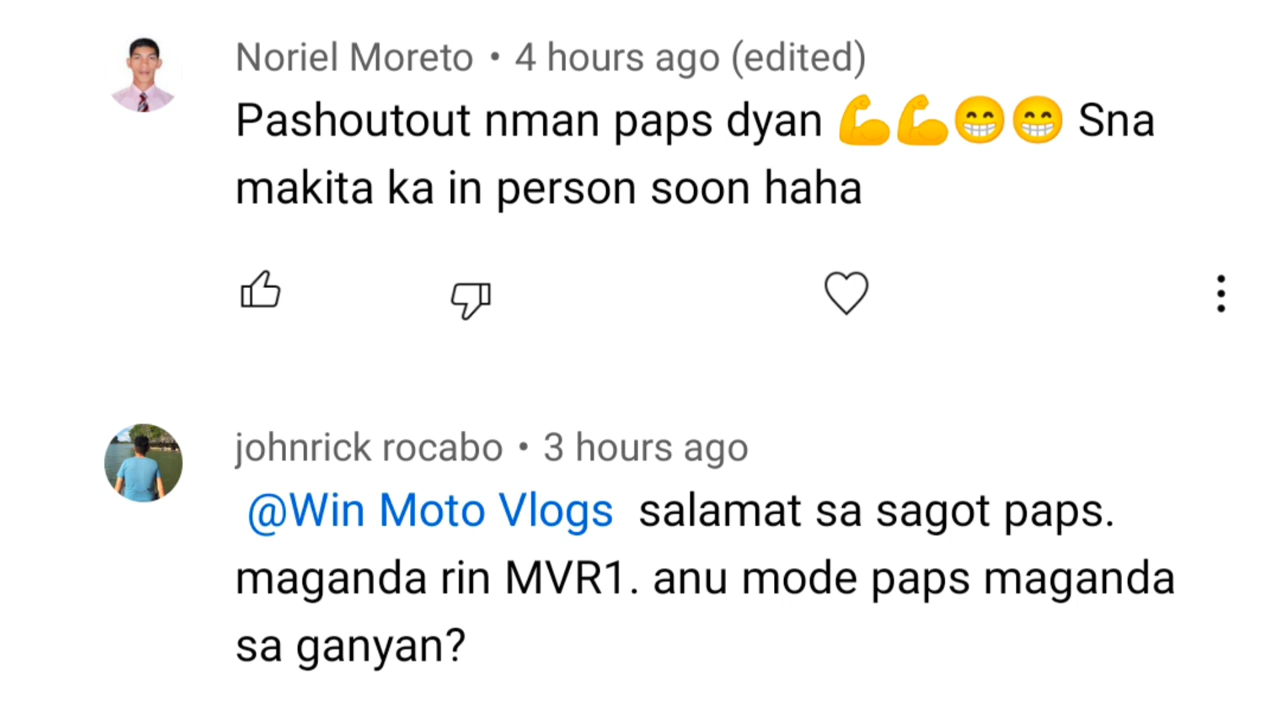 Noriel Moreto • 4 hours ago (edited)
Pashoutout nman paps dyan 💪💪😁😁 Sna
makita ka in person soon haha
johnrick rocabo • 3 hours ago
@Win Moto Vlogs salamat sa sagot paps.
maganda rin MVR1. anu mode paps maganda
sa ganyan?